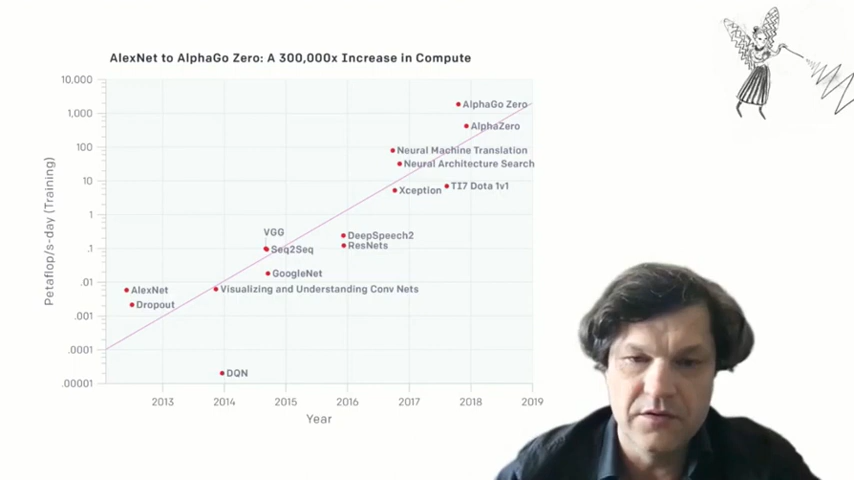 AlexNet to AlphaGo Zero: A 300,000x Increase in Compute
10,000
1,000
100
10
1
.1
.01
.001
.0001
.00001
Petaflop/s-day (Training)
AlphaGo Zero
AlphaZero
Neural Machine Translation
Neural Architecture Search
Xception
TI7 Dota 1v1
VGG
DeepSpeech2
ResNets
Seq2Seq
GoogleNet
Visualizing and Understanding Conv Nets
AlexNet
Dropout
DQN
2013
2014
2015
2016
2017
2018
2019
Year